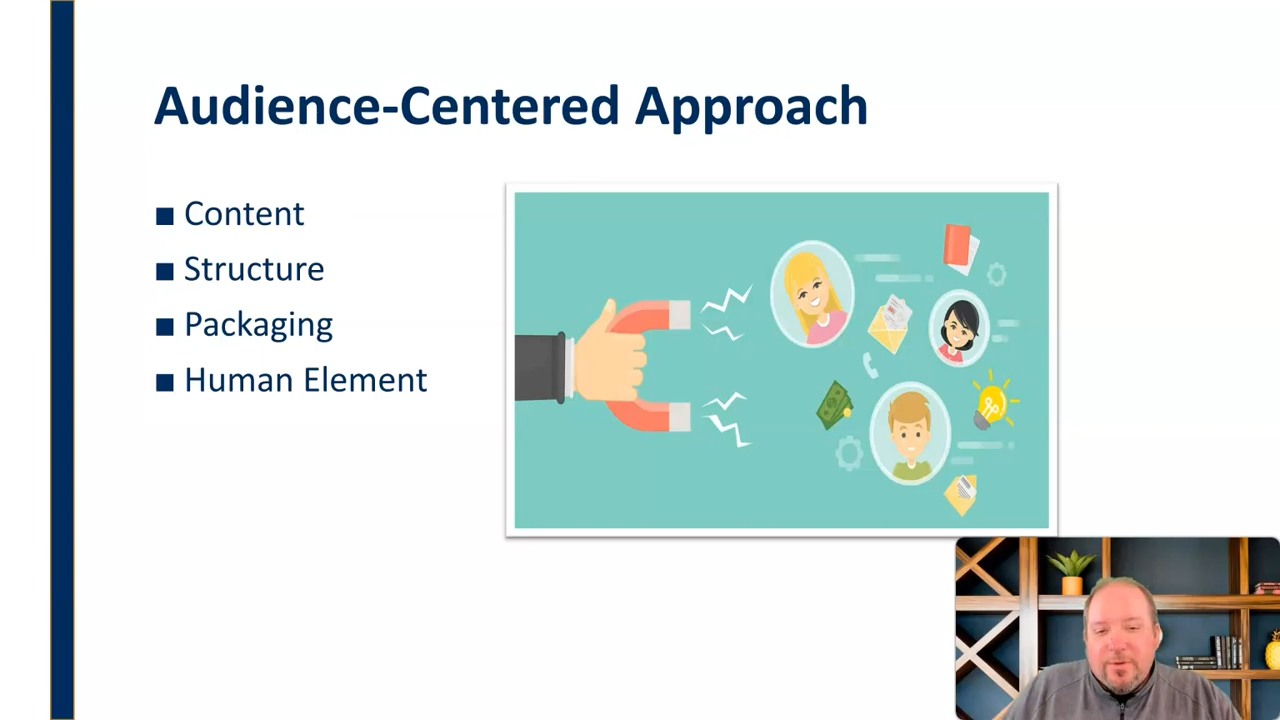 Audience-Centered Approach
■ Content
■ Structure
■ Packaging
■ Human Element